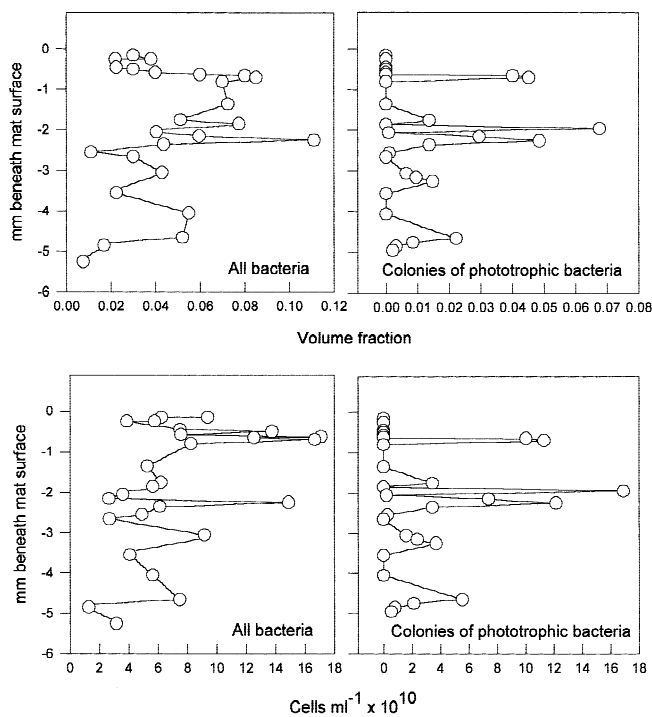 mm beneath mat surface
0
-1
-2
-3
-4
-5
-6
All bacteria
Colonies of phototrophic bacteria
0.00 0.02 0.04 0.06 0.08 0.10 0.12
0.00 0.01 0.02 0.03 0.04 0.05 0.06 0.07 0.08
Volume fraction
mm beneath mat surface
0
-1
-2
-3
-4
-5
-6
All bacteria
Colonies of phototrophic bacteria
0 2 4 6 8 10 12 14 16 18
0 2 4 6 8 10 12 14 16 18
Cells ml⁻¹ x 10¹⁰